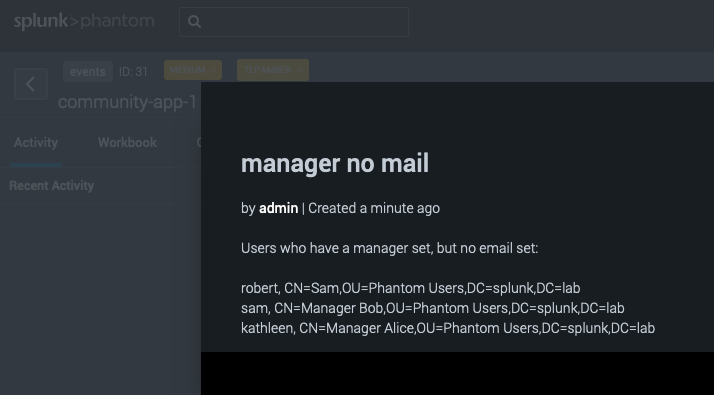 splunk>phantom
events ID: 31 MEDIUM TLP:AMBER
community-app-1
Activity Workbook
Recent Activity
manager no mail
by admin | Created a minute ago
Users who have a manager set, but no email set:
robert, CN=Sam,OU=Phantom Users,DC=splunk,DC=lab
sam, CN=Manager Bob,OU=Phantom Users,DC=splunk,DC=lab
kathleen, CN=Manager Alice,OU=Phantom Users,DC=splunk,DC=lab